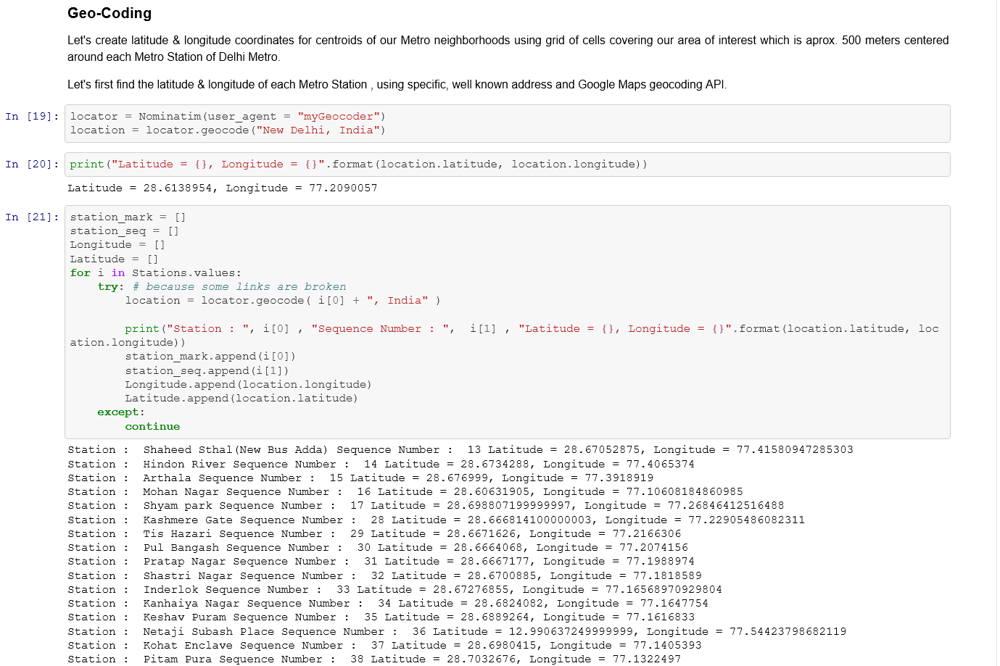 Geo-Coding
Let's create latitude & longitude coordinates for centroids of our Metro neighborhoods using grid of cells covering our area of interest which is aprox. 500 meters centered
around each Metro Station of Delhi Metro.
Let's first find the latitude & longitude of each Metro Station , using specific, well known address and Google Maps geocoding API.
In [19]: locator = Nominatim(user_agent = "myGeocoder")
location = locator.geocode("New Delhi, India")
In [20]: print("Latitude = {}, Longitude = {}".format(location.latitude, location.longitude))
Latitude = 28.6138954, Longitude = 77.2090057
In [21]: station_mark = []
station_seq = []
Longitude = []
Latitude = []
for i in Stations.values:
    try: # because some links are broken
        location = locator.geocode( i[0] + ", India" )
        print("Station : ", i[0] , "Sequence Number : ",  i[1] , "Latitude = {}, Longitude = {}".format(location.latitude, loc
ation.longitude))
        station_mark.append(i[0])
        station_seq.append(i[1])
        Longitude.append(location.longitude)
        Latitude.append(location.latitude)
    except:
        continue
Station :  Shaheed Sthal(New Bus Adda) Sequence Number :  13 Latitude = 28.67052875, Longitude = 77.41580947285303
Station :  Hindon River Sequence Number :  14 Latitude = 28.6734288, Longitude = 77.4065374
Station :  Arthala Sequence Number :  15 Latitude = 28.676999, Longitude = 77.3918919
Station :  Mohan Nagar Sequence Number :  16 Latitude = 28.60631905, Longitude = 77.10608184860985
Station :  Shyam park Sequence Number :  17 Latitude = 28.698807199999997, Longitude = 77.26846412516488
Station :  Kashmere Gate Sequence Number :  28 Latitude = 28.666814100000003, Longitude = 77.22905486082311
Station :  Tis Hazari Sequence Number :  29 Latitude = 28.6671626, Longitude = 77.2166306
Station :  Pul Bangash Sequence Number :  30 Latitude = 28.6664068, Longitude = 77.2074156
Station :  Pratap Nagar Sequence Number :  31 Latitude = 28.6667177, Longitude = 77.1988974
Station :  Shastri Nagar Sequence Number :  32 Latitude = 28.6700885, Longitude = 77.1818589
Station :  Inderlok Sequence Number :  33 Latitude = 28.67276855, Longitude = 77.16568970929804
Station :  Kanhaiya Nagar Sequence Number :  34 Latitude = 28.6824082, Longitude = 77.1647754
Station :  Keshav Puram Sequence Number :  35 Latitude = 28.6889264, Longitude = 77.1616833
Station :  Netaji Subash Place Sequence Number :  36 Latitude = 12.990637249999999, Longitude = 77.54423798682119
Station :  Kohat Enclave Sequence Number :  37 Latitude = 28.6980415, Longitude = 77.1405393
Station :  Pitam Pura Sequence Number :  38 Latitude = 28.7032676, Longitude = 77.1322497